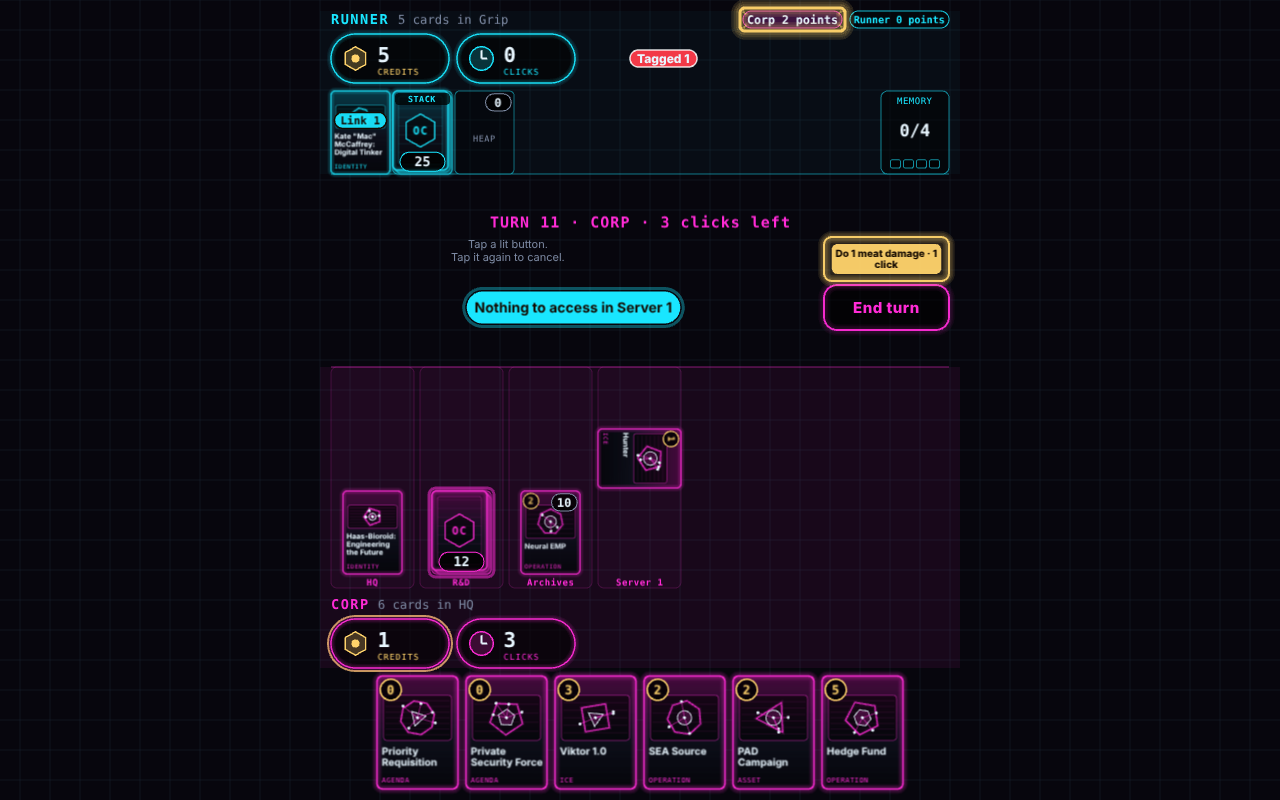 RUNNER 5 cards in Grip
Corp 2 points
Runner 0 points
5
CREDITS
0
CLICKS
Tagged 1
Link 1
Kate "Mac"
McCaffrey:
Digital Tinker
IDENTITY
STACK
OC
25
0
HEAP
MEMORY
0/4
TURN 11 · CORP · 3 clicks left
Tap a lit button.
Tap it again to cancel.
Do 1 meat damage · 1
click
Nothing to access in Server 1
End turn
Hunter
ICE
1
Haas-Bioroid:
Engineering
the Future
IDENTITY
HQ
OC
12
R&D
2
10
Neural EMP
OPERATION
Archives
Server 1
CORP 6 cards in HQ
1
CREDITS
3
CLICKS
0
Priority
Requisition
AGENDA
0
Private
Security Force
AGENDA
3
Viktor 1.0
ICE
2
SEA Source
OPERATION
2
PAD
Campaign
ASSET
5
Hedge Fund
OPERATION